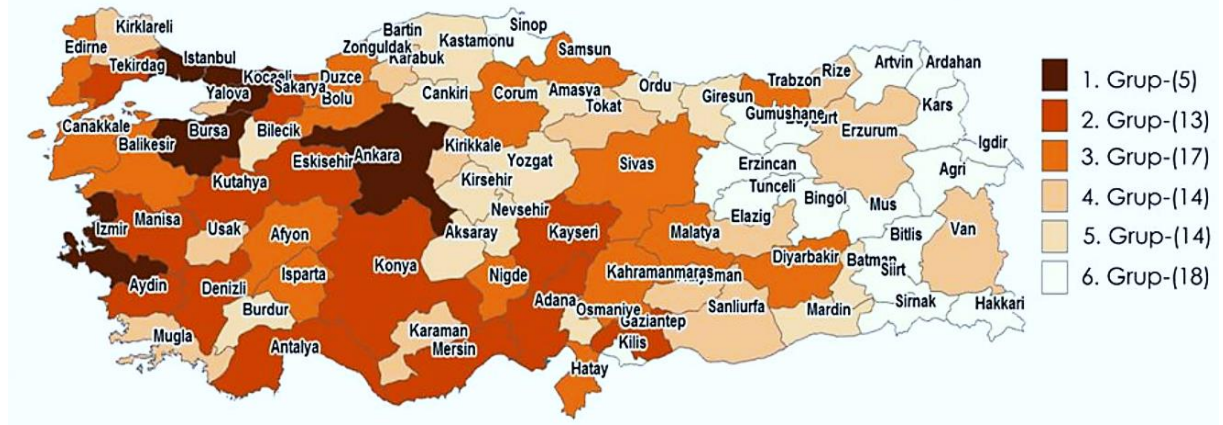 Kirklareli
Edirne
Tekirdag
Istanbul
Kocaeli
Yalova
Sakarya
Duzce
Bolu
Zonguldak
Bartin
Karabuk
Kastamonu
Sinop
Samsun
Cankiri
Corum
Amasya
Tokat
Ordu
Giresun
Trabzon
Rize
Artvin
Ardahan
Gumushane
Kars
Erzurum
Igdir
Canakkale
Balikesir
Bursa
Bilecik
Eskisehir
Ankara
Kirikkale
Yozgat
Sivas
Erzincan
Agri
Kutahya
Kirsehir
Tunceli
Bingol
Mus
Nevsehir
Elazig
Izmir
Manisa
Usak
Afyon
Aksaray
Kayseri
Malatya
Bitlis
Van
Diyarbakir
Batman
Siirt
Konya
Isparta
Nigde
Kahramanmaras
Aydin
Denizli
Burdur
Adana
Osmaniye
Sanliurfa
Mardin
Sirnak
Hakkari
Mugla
Antalya
Karaman
Mersin
Gaziantep
Kilis
Hatay
1. Grup-(5)
2. Grup-(13)
3. Grup-(17)
4. Grup-(14)
5. Grup-(14)
6. Grup-(18)